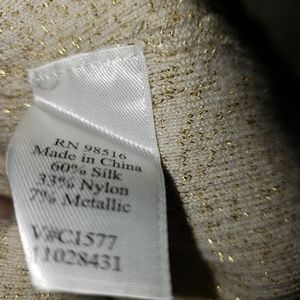 RN 98516
Made in China
60% Silk
33% Nylon
7% Metallic
V#C1577
11028431